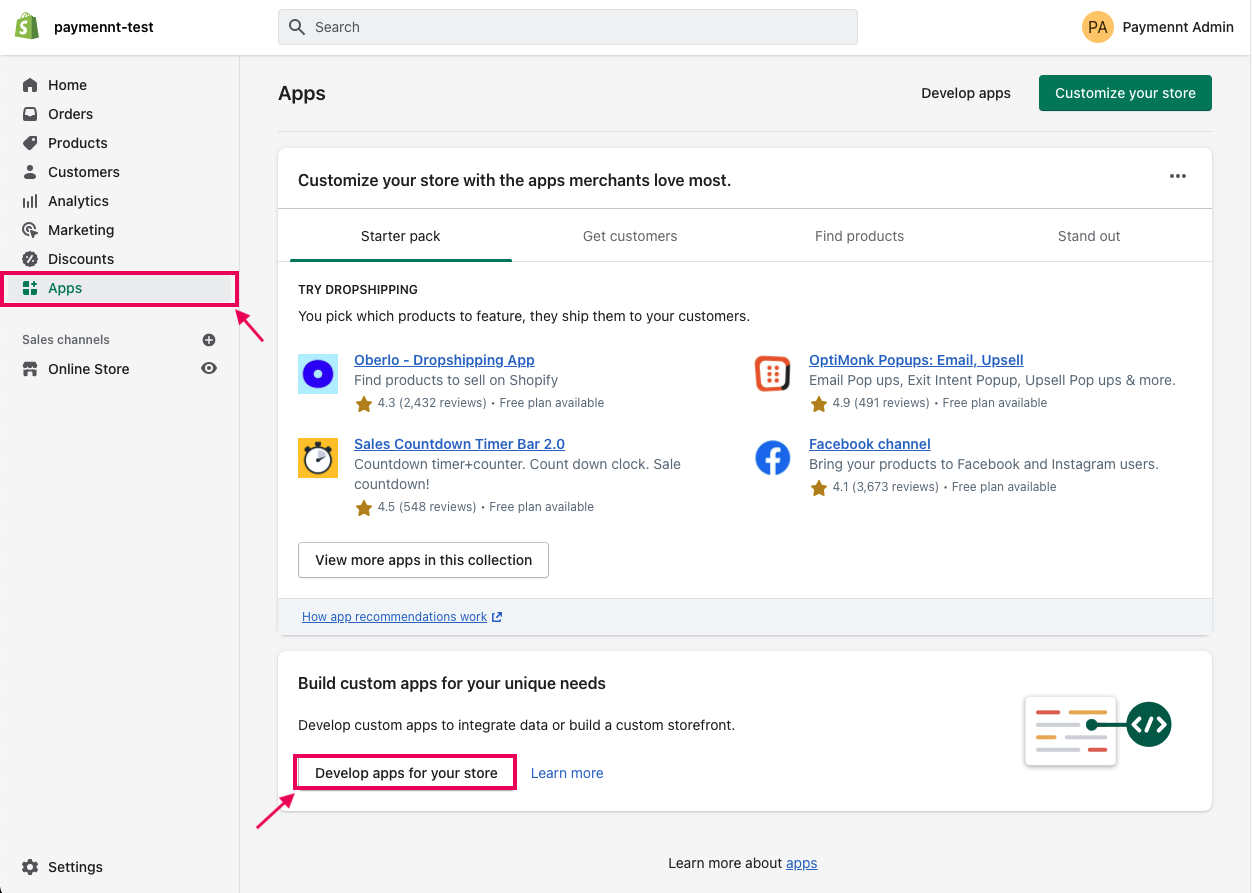 paymennt-test
Search
PA
Paymennt Admin
Home
Orders
Products
Customers
Analytics
Marketing
Discounts
Apps
Sales channels
Online Store
Settings
Apps
Develop apps
Customize your store
Customize your store with the apps merchants love most.
Starter pack
Get customers
Find products
Stand out
TRY DROPSHIPPING
You pick which products to feature, they ship them to your customers.
Oberlo - Dropshipping App
Find products to sell on Shopify
4.3 (2,432 reviews) • Free plan available
OptiMonk Popups: Email, Upsell
Email Pop ups, Exit Intent Popup, Upsell Pop ups & more.
4.9 (491 reviews) • Free plan available
Sales Countdown Timer Bar 2.0
Countdown timer+counter. Count down clock. Sale
countdown!
4.5 (548 reviews) • Free plan available
Facebook channel
Bring your products to Facebook and Instagram users.
4.1 (3,673 reviews) • Free plan available
View more apps in this collection
How app recommendations work
Build custom apps for your unique needs
Develop custom apps to integrate data or build a custom storefront.
Develop apps for your store
Learn more
Learn more about apps